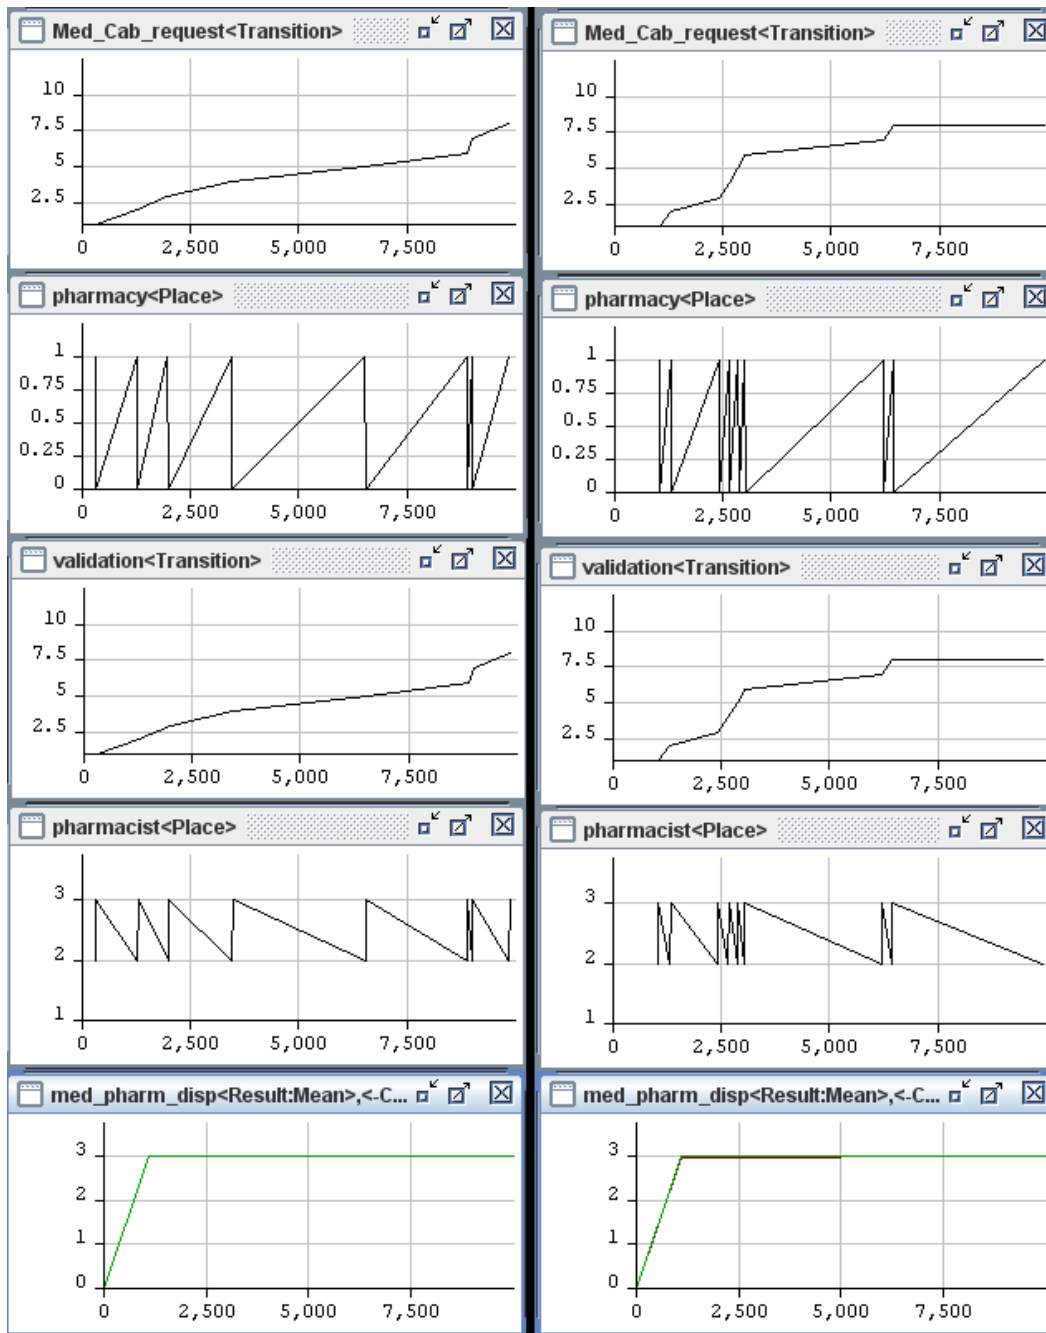 Med_Cab_request<Transition>
10
7.5
5
2.5
0 2,500 5,000 7,500
pharmacy<Place>
1
0.75
0.5
0.25
0
0 2,500 5,000 7,500
validation<Transition>
10
7.5
5
2.5
0 2,500 5,000 7,500
pharmacist<Place>
3
2
1
0 2,500 5,000 7,500
med_pharm_disp<Result:Mean>,<-C...
3
2
1
0
0 2,500 5,000 7,500
Med_Cab_request<Transition>
10
7.5
5
2.5
0 2,500 5,000 7,500
pharmacy<Place>
1
0.75
0.5
0.25
0
0 2,500 5,000 7,500
validation<Transition>
10
7.5
5
2.5
0 2,500 5,000 7,500
pharmacist<Place>
3
2
1
0 2,500 5,000 7,500
med_pharm_disp<Result:Mean>,<-C...
3
2
1
0
0 2,500 5,000 7,500